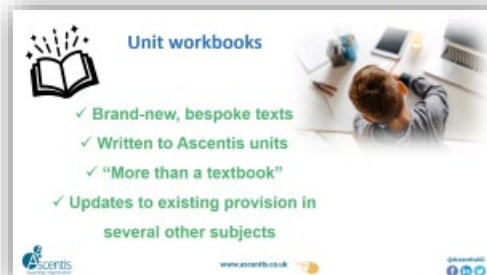 Unit workbooks
✓ Brand-new, bespoke texts
✓ Written to Ascentis units
✓ “More than a textbook”
✓ Updates to existing provision in
several other subjects
Ascentis
www.ascentis.co.uk
@AscentisAO